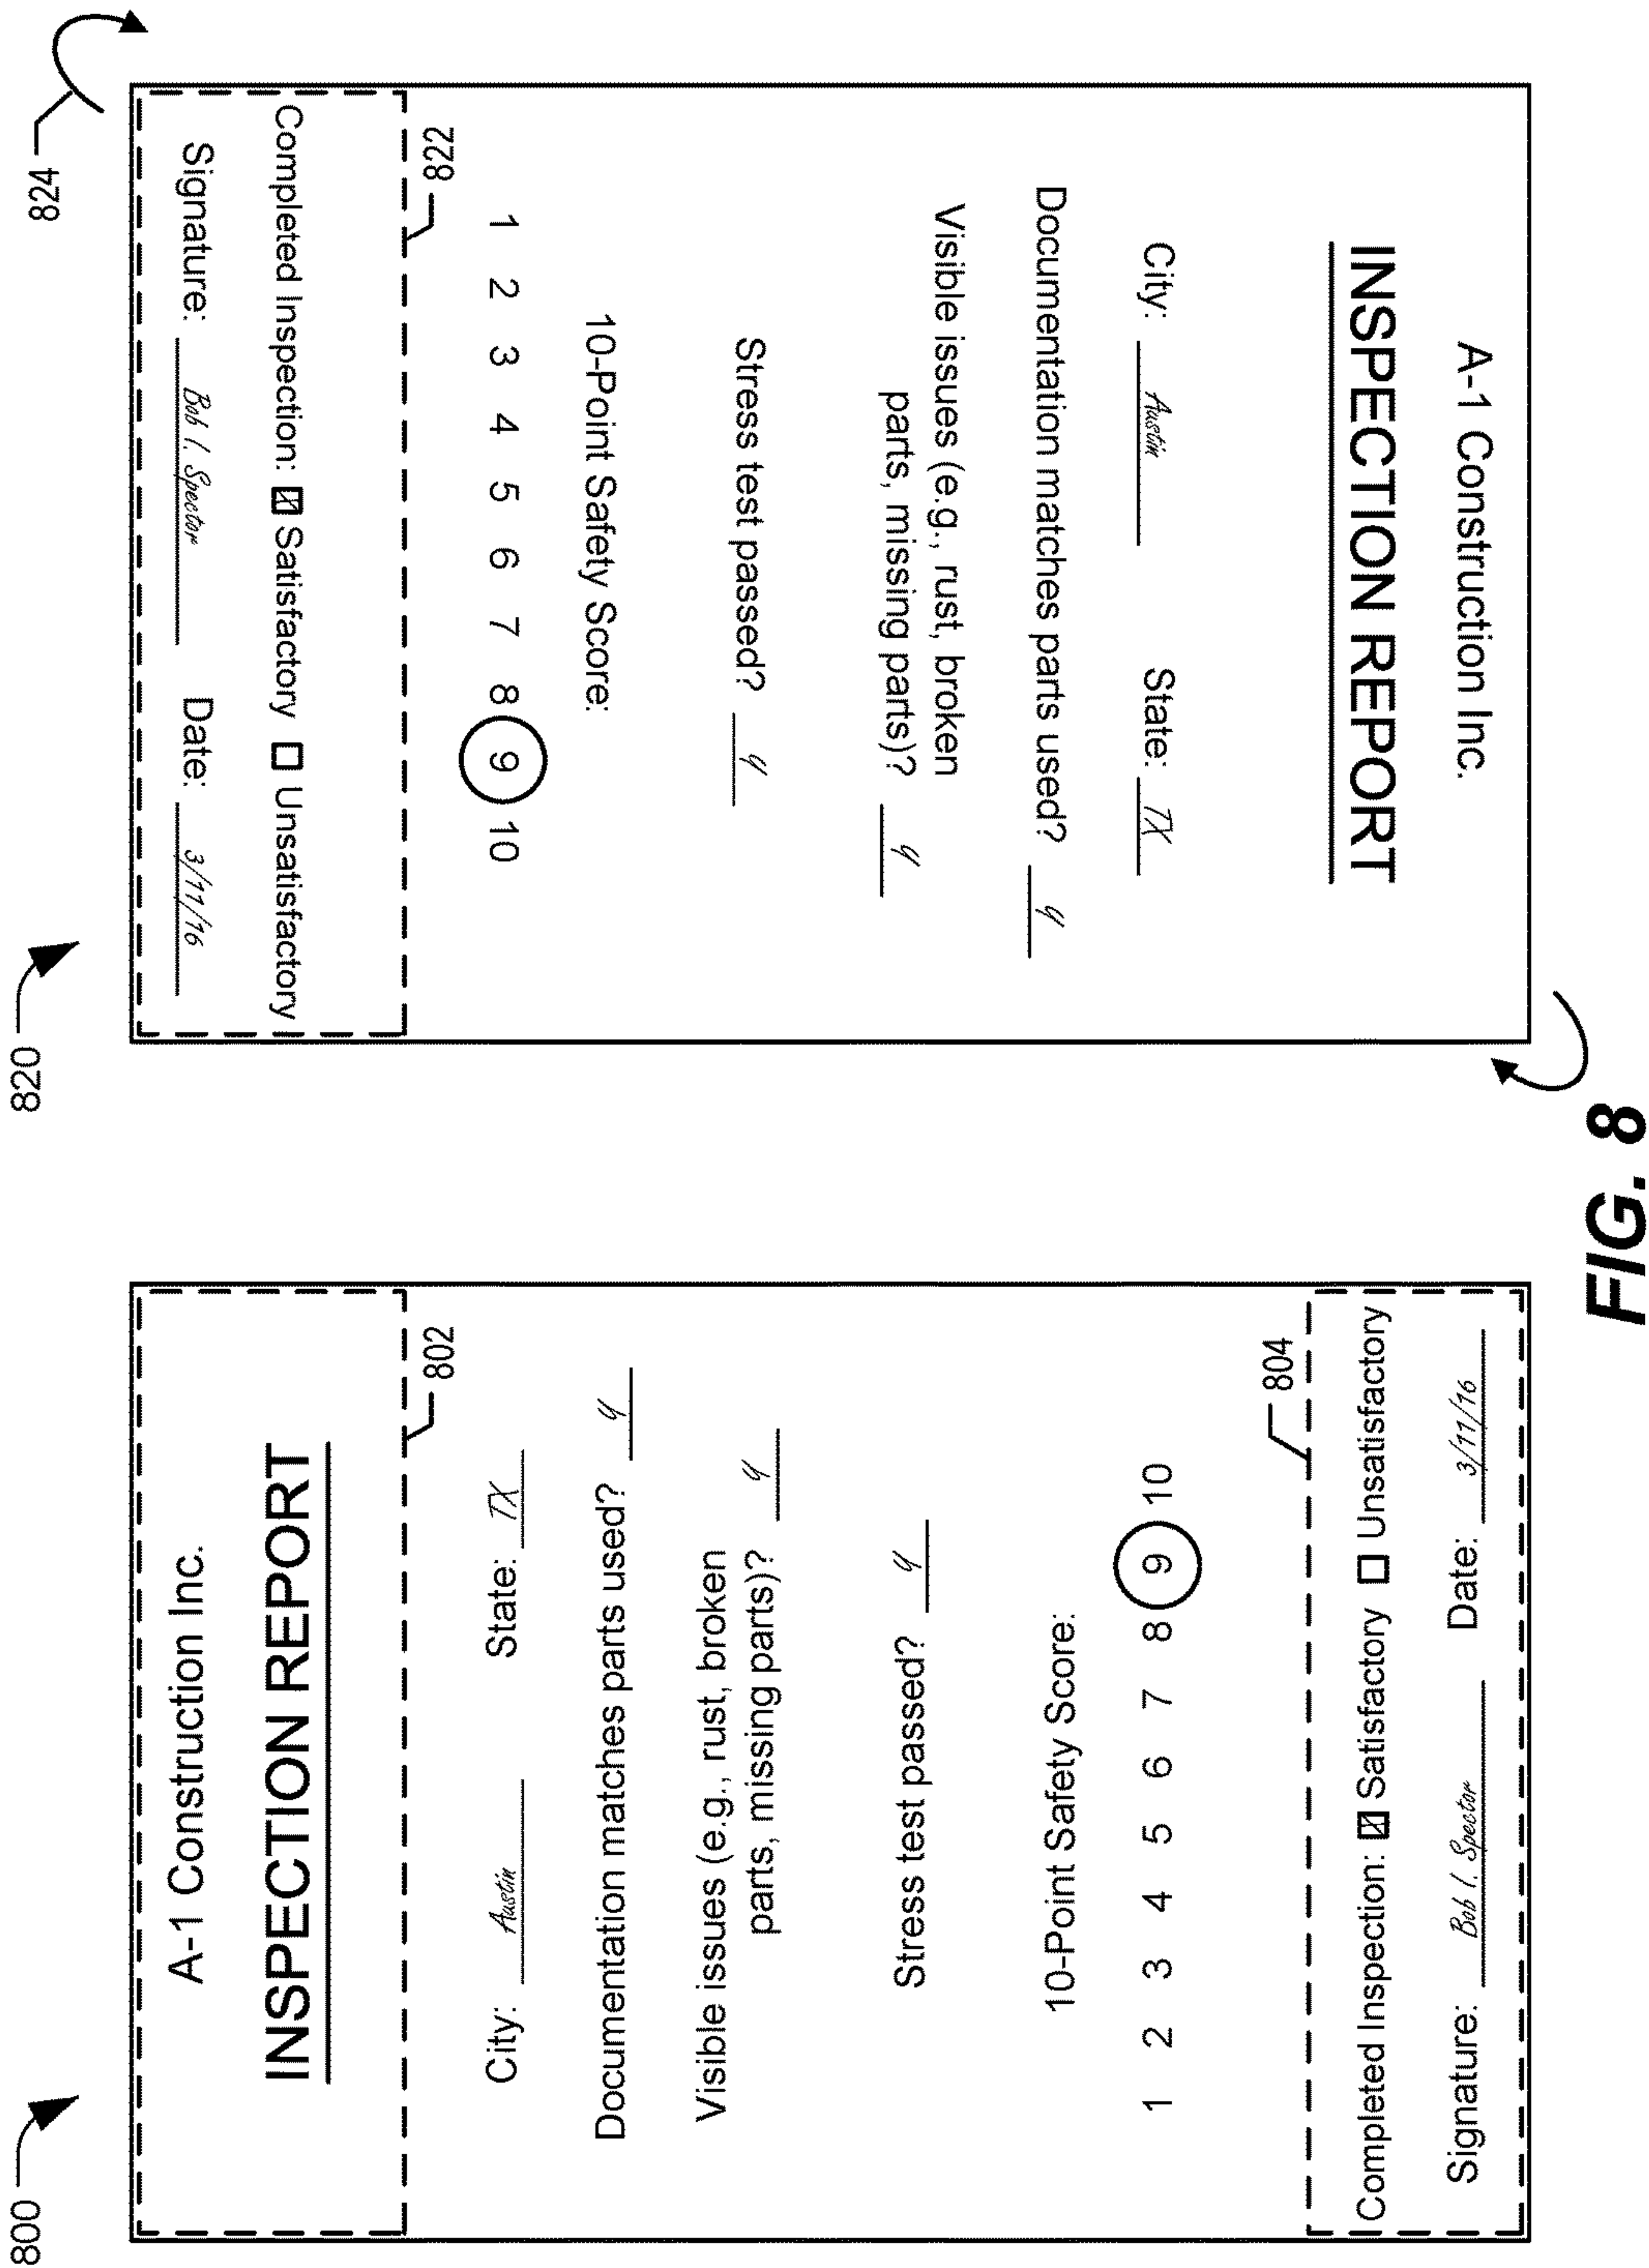 800
A-1 Construction Inc.
INSPECTION REPORT
802
City: Austin State: TX
Documentation matches parts used? y
Visible issues (e.g., rust, broken
parts, missing parts)? y
Stress test passed? y
10-Point Safety Score:
1 2 3 4 5 6 7 8 9 10
804
Completed Inspection: ☑ Satisfactory ☐ Unsatisfactory
Signature: Bob I. Spector Date: 3/11/16
820
824
822
A-1 Construction Inc.
INSPECTION REPORT
City: Austin State: TX
Documentation matches parts used? y
Visible issues (e.g., rust, broken
parts, missing parts)? y
Stress test passed? y
10-Point Safety Score:
1 2 3 4 5 6 7 8 9 10
Completed Inspection: ☑ Satisfactory ☐ Unsatisfactory
Signature: Bob I. Spector Date: 3/11/16
FIG. 8